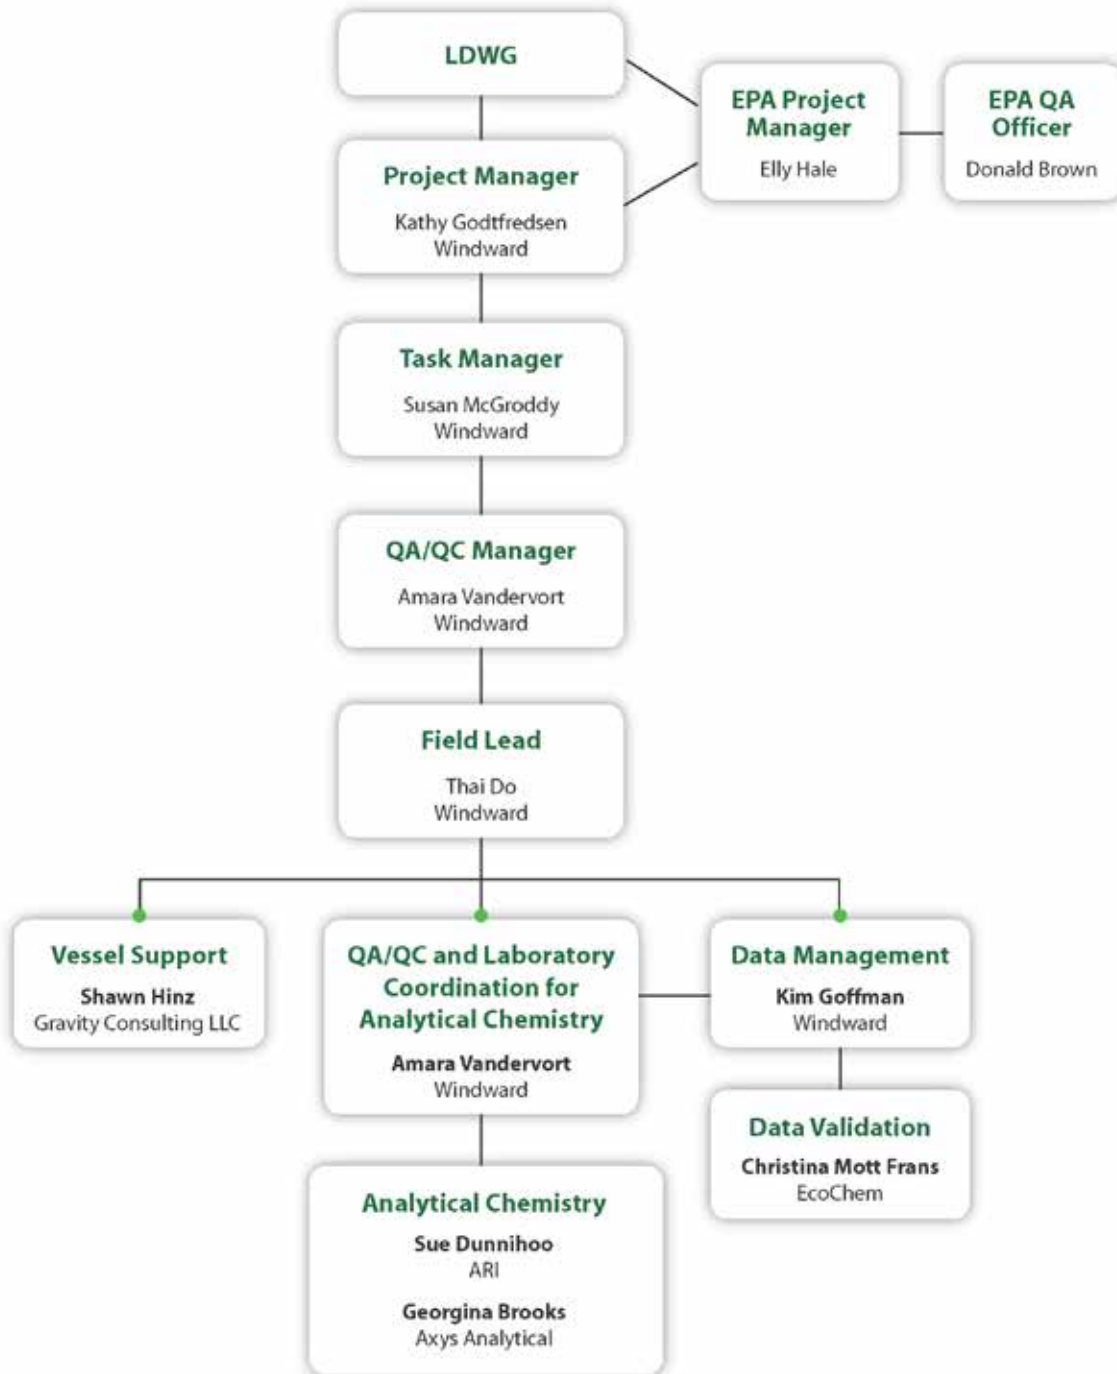 LDWG
EPA Project
Manager
Elly Hale
EPA QA
Officer
Donald Brown
Project Manager
Kathy Godtfredsen
Windward
Task Manager
Susan McGroddy
Windward
QA/QC Manager
Amara Vandervort
Windward
Field Lead
Thai Do
Windward
Vessel Support
Shawn Hinz
Gravity Consulting LLC
QA/QC and Laboratory
Coordination for
Analytical Chemistry
Amara Vandervort
Windward
Data Management
Kim Goffman
Windward
Data Validation
Christina Mott Frans
EcoChem
Analytical Chemistry
Sue Dunnihoo
ARI
Georgina Brooks
Axys Analytical